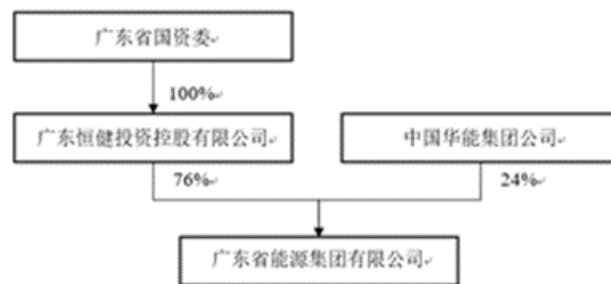 广东省国资委
100%
广东恒健投资控股有限公司
中国华能集团公司
76%
24%
广东省能源集团有限公司